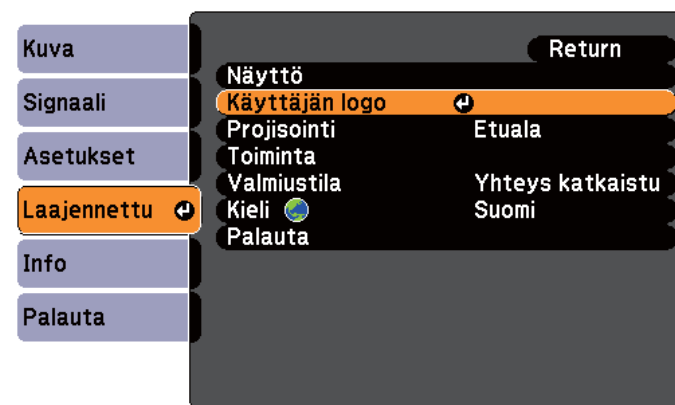 Kuva
Signaali
Asetukset
Laajennettu
Info
Palauta
Return
Näyttö
Käyttäjän logo
Projisointi Etuala
Toiminta
Valmiustila Yhteys katkaistu
Kieli Suomi
Palauta